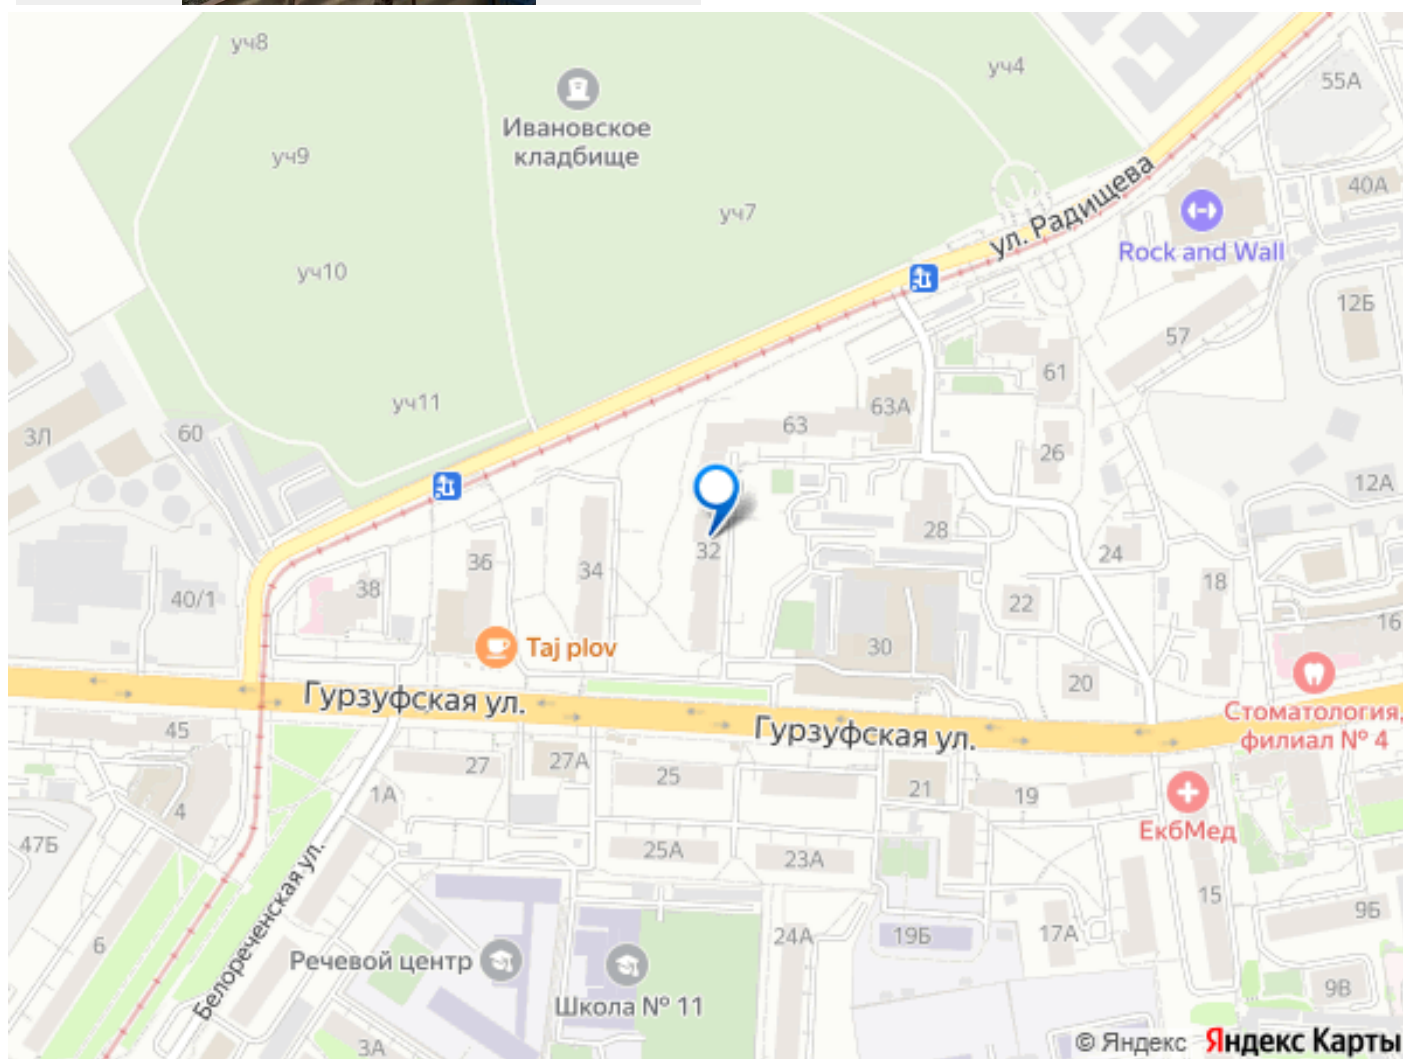 уч8
уч4
55А
Ивановское
кладбище
уч9
ул. Радищева
40А
уч7
Rock and Wall
уч10
12Б
57
61
уч11
63А
3Л
60
63
26
12А
28
32
24
36
34
18
38
40/1
22
16
Taj plov
30
20
Гурзуфская ул.
Гурзуфская ул.
Стоматология,
филиал № 4
45
27
27А
25
21
19
1А
4
ЕкбМед
47Б
25А
23А
Белореченская ул.
15
9Б
6
24А
19Б
17А
Речевой центр
Школа № 11
9В
3А
© Яндекс Яндекс Карты